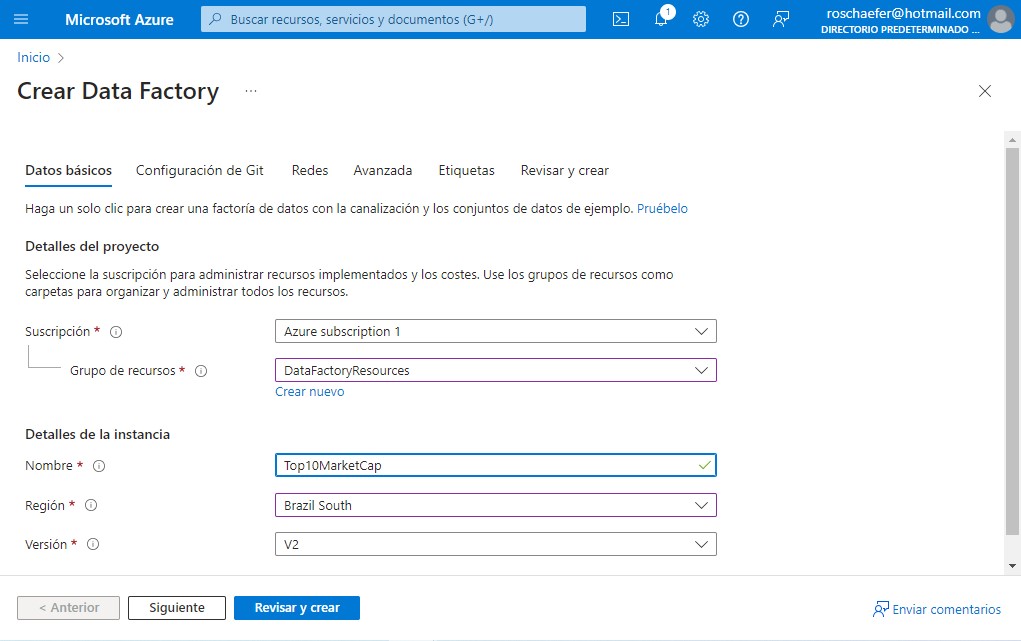 Microsoft Azure
Buscar recursos, servicios y documentos (G+/)
1
roschaefer@hotmail.com
DIRECTORIO PREDETERMINADO ...
Inicio >
Crear Data Factory ...
Datos básicos Configuración de Git Redes Avanzada Etiquetas Revisar y crear
Haga un solo clic para crear una factoría de datos con la canalización y los conjuntos de datos de ejemplo. Pruébelo
Detalles del proyecto
Seleccione la suscripción para administrar recursos implementados y los costes. Use los grupos de recursos como
carpetas para organizar y administrar todos los recursos.
Suscripción * Azure subscription 1
Grupo de recursos * DataFactoryResources
Crear nuevo
Detalles de la instancia
Nombre * Top10MarketCap
Región * Brazil South
Versión * V2
< Anterior Siguiente Revisar y crear Enviar comentarios